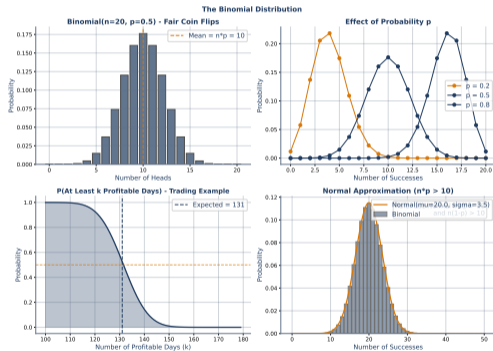 The Binomial Distribution
Binomial(n=20, p=0.5) - Fair Coin Flips
Probability
0.175
0.150
0.125
0.100
0.075
0.050
0.025
0.000
0
5
10
15
20
Number of Heads
Mean = n*p = 10
Effect of Probability p
Probability
0.20
0.15
0.10
0.05
0.00
0.0
2.5
5.0
7.5
10.0
12.5
15.0
17.5
20.0
Number of Successes
p = 0.2
p = 0.5
p = 0.8
P(At Least k Profitable Days) - Trading Example
Probability
1.0
0.8
0.6
0.4
0.2
0.0
100
110
120
130
140
150
160
170
180
Number of Profitable Days (k)
Expected = 131
Normal Approximation (n*p > 10)
Probability
0.12
0.10
0.08
0.06
0.04
0.02
0.00
0
10
20
30
40
50
Number of Successes
Normal(mu=20.0, sigma=3.5)
Binomial